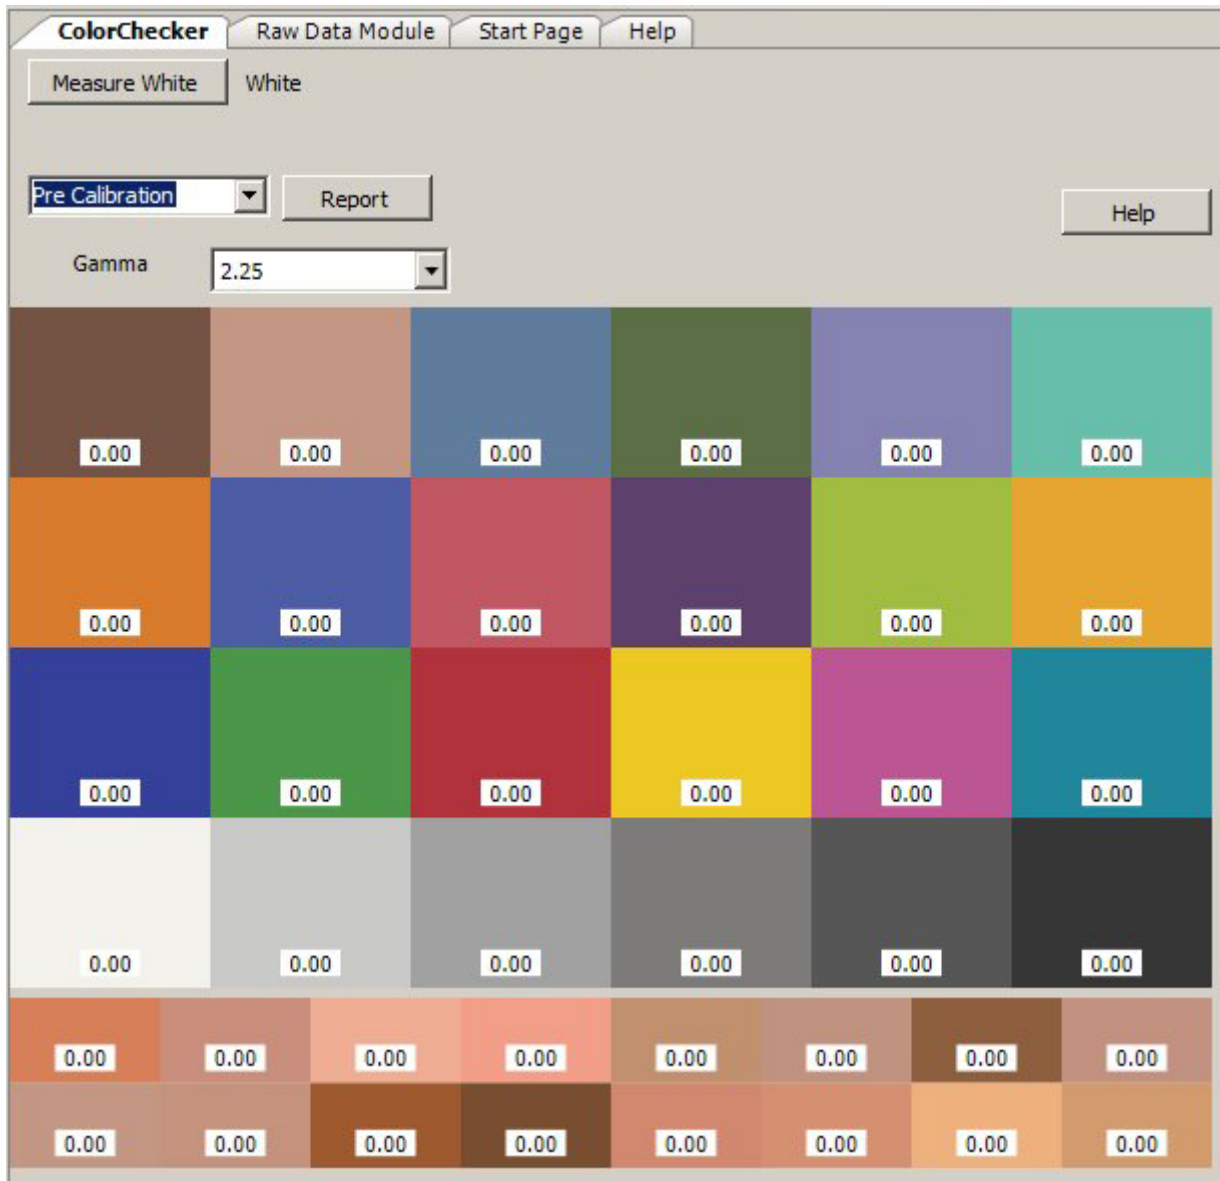 ColorChecker Raw Data Module Start Page Help
Measure White White
Pre Calibration Report
Help
Gamma 2.25
0.00 0.00 0.00 0.00 0.00 0.00
0.00 0.00 0.00 0.00 0.00 0.00
0.00 0.00 0.00 0.00 0.00 0.00
0.00 0.00 0.00 0.00 0.00 0.00
0.00 0.00 0.00 0.00 0.00 0.00 0.00 0.00
0.00 0.00 0.00 0.00 0.00 0.00 0.00 0.00